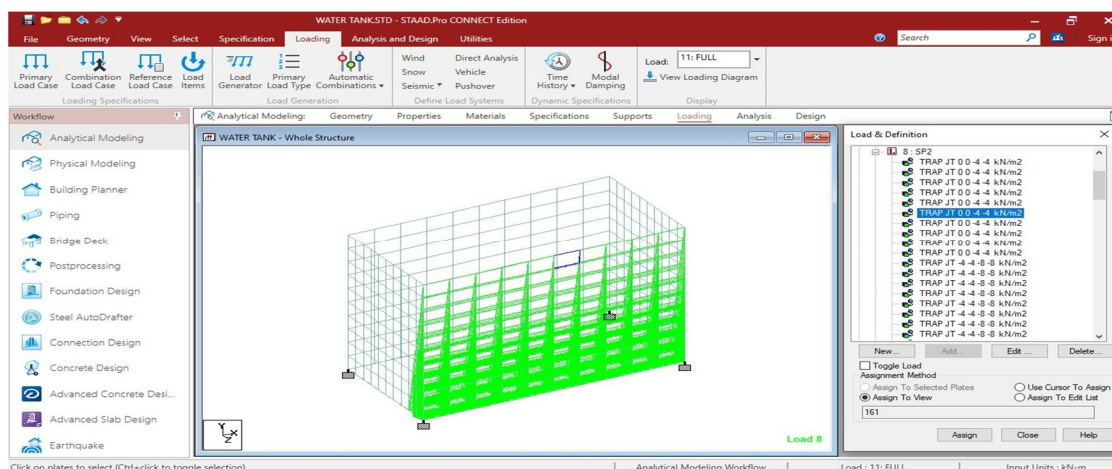 WATER TANK.STD - STAAD.Pro CONNECT Edition
File Geometry View Select Specification Loading Analysis and Design Utilities Search Sign i
Primary Load Case
Combination Load Case
Reference Load Case
Load Items
Loading Specifications
Load Generator
Primary Load Type
Automatic Combinations
Load Generation
Wind
Snow
Seismic
Direct Analysis
Vehicle
Pushover
Define Load Systems
Time History
Modal Damping
Dynamic Specifications
Load: 11: FULL
View Loading Diagram
Display
Workflow
Analytical Modeling: Geometry Properties Materials Specifications Supports Loading Analysis Design
Analytical Modeling
Physical Modeling
Building Planner
Piping
Bridge Deck
Postprocessing
Foundation Design
Steel AutoDrafter
Connection Design
Concrete Design
Advanced Concrete Desi...
Advanced Slab Design
Earthquake
WATER TANK - Whole Structure
Y
X
Z
Load 8
Load & Definition
8 : SP2
TRAP JT 0 0 -4 -4 kN/m2
TRAP JT 0 0 -4 -4 kN/m2
TRAP JT 0 0 -4 -4 kN/m2
TRAP JT 0 0 -4 -4 kN/m2
TRAP JT 0 0 -4 -4 kN/m2
TRAP JT 0 0 -4 -4 kN/m2
TRAP JT 0 0 -4 -4 kN/m2
TRAP JT 0 0 -4 -4 kN/m2
TRAP JT 0 0 -4 -4 kN/m2
TRAP JT 0 0 -4 -4 kN/m2
TRAP JT -4 -4 -8 -8 kN/m2
TRAP JT -4 -4 -8 -8 kN/m2
TRAP JT -4 -4 -8 -8 kN/m2
TRAP JT -4 -4 -8 -8 kN/m2
TRAP JT -4 -4 -8 -8 kN/m2
TRAP JT -4 -4 -8 -8 kN/m2
TRAP JT -4 -4 -8 -8 kN/m2
New... Add... Edit ... Delete...
Toggle Load
Assignment Method
Assign To Selected Plates Use Cursor To Assign
Assign To View Assign To Edit List
161
Assign Close Help
Click on plates to select (Ctrl+click to toggle selection) Analytical Modeling Workflow Load : 11: FULL Input Units : kN-m